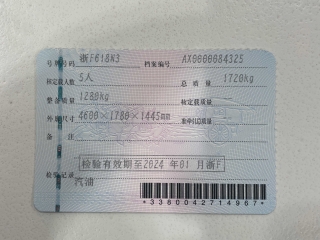 号牌号码 浙F618K3 档案编号 AX0000084325
核定载人数 5人 总质量 1720kg
整备质量 1280kg 核定载质量 --
外廓尺寸 4600×1780×1445mm 准牵引总质量 --
备注
检验有效期至2024年01月浙F
检验记录
汽油
*3380042714967*